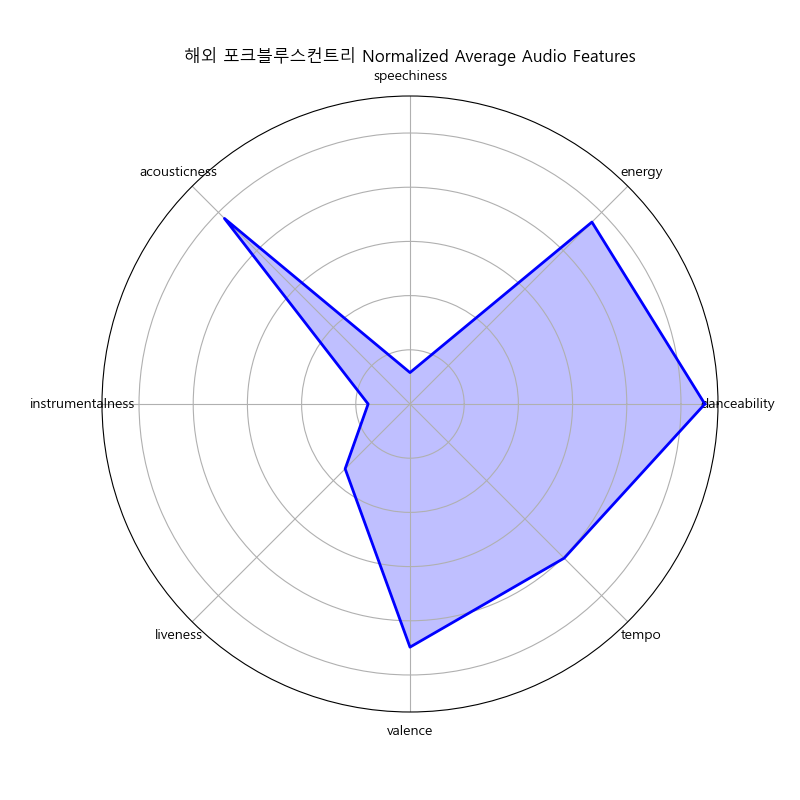 해외 포크블루스컨트리 Normalized Average Audio Features
speechiness
acousticness
energy
instrumentalness
danceability
liveness
tempo
valence